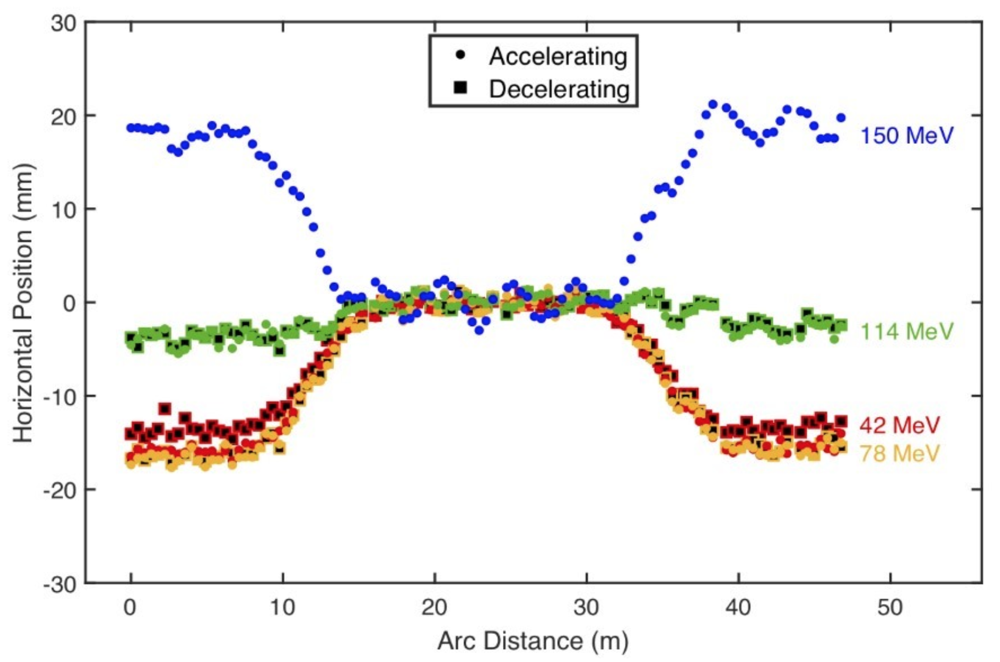 30
20
10
0
-10
-20
-30
Horizontal Position (mm)
Accelerating
Decelerating
150 MeV
114 MeV
42 MeV
78 MeV
0 10 20 30 40 50
Arc Distance (m)